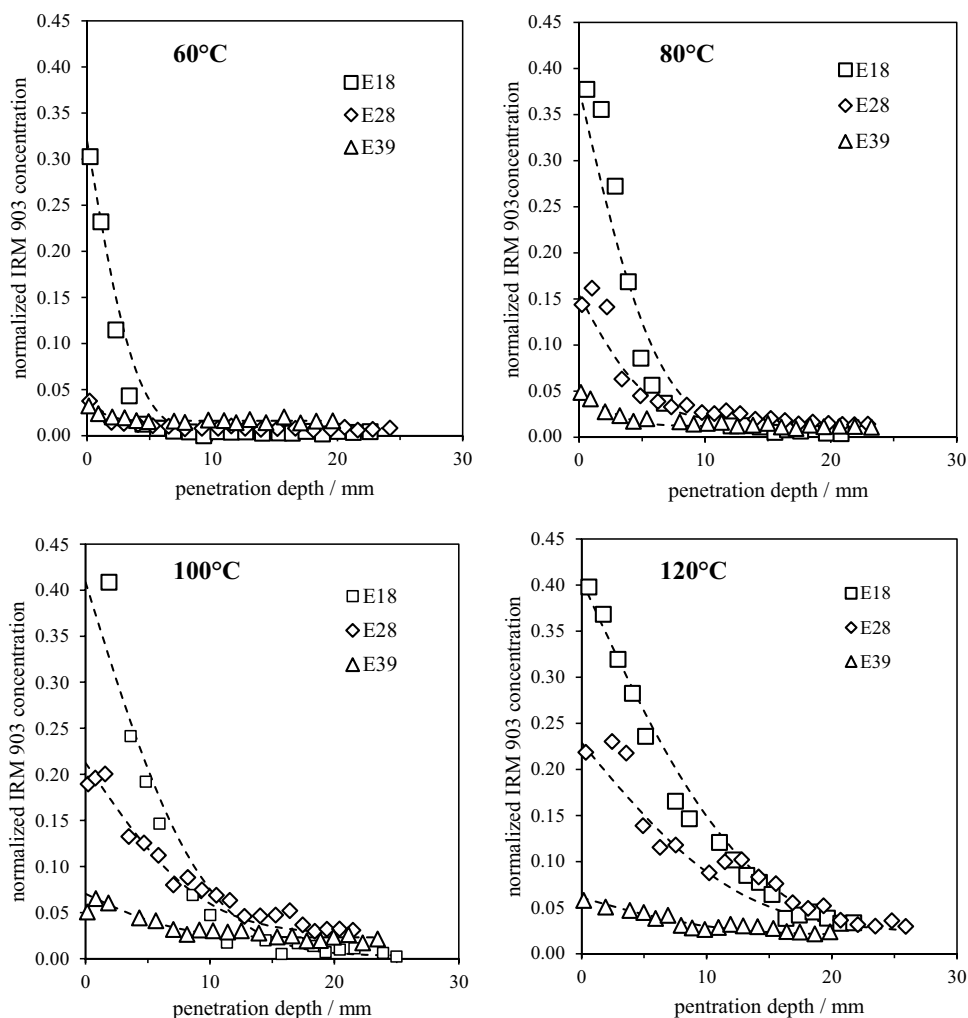 60°C
E18
E28
E39
normalized IRM 903 concentration
0.45
0.40
0.35
0.30
0.25
0.20
0.15
0.10
0.05
0.00
0 10 20 30
penetration depth / mm
80°C
E18
E28
E39
normalized IRM 903concentration
0.45
0.40
0.35
0.30
0.25
0.20
0.15
0.10
0.05
0.00
0 10 20 30
penetration depth / mm
100°C
E18
E28
E39
normalized IRM 903 concentration
0.45
0.40
0.35
0.30
0.25
0.20
0.15
0.10
0.05
0.00
0 10 20 30
penetration depth / mm
120°C
E18
E28
E39
normalized IRM 903 concentration
0.45
0.40
0.35
0.30
0.25
0.20
0.15
0.10
0.05
0.00
0 10 20 30
pentration depth / mm